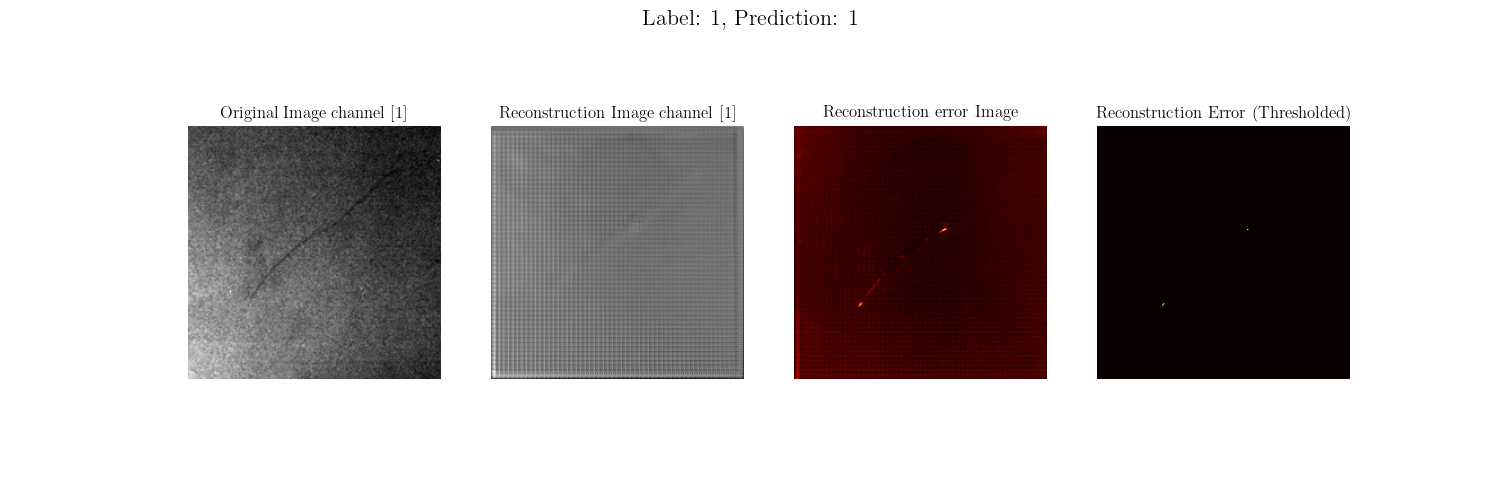 Label: 1, Prediction: 1
Original Image channel [1]
Reconstruction Image channel [1]
Reconstruction error Image
Reconstruction Error (Thresholded)